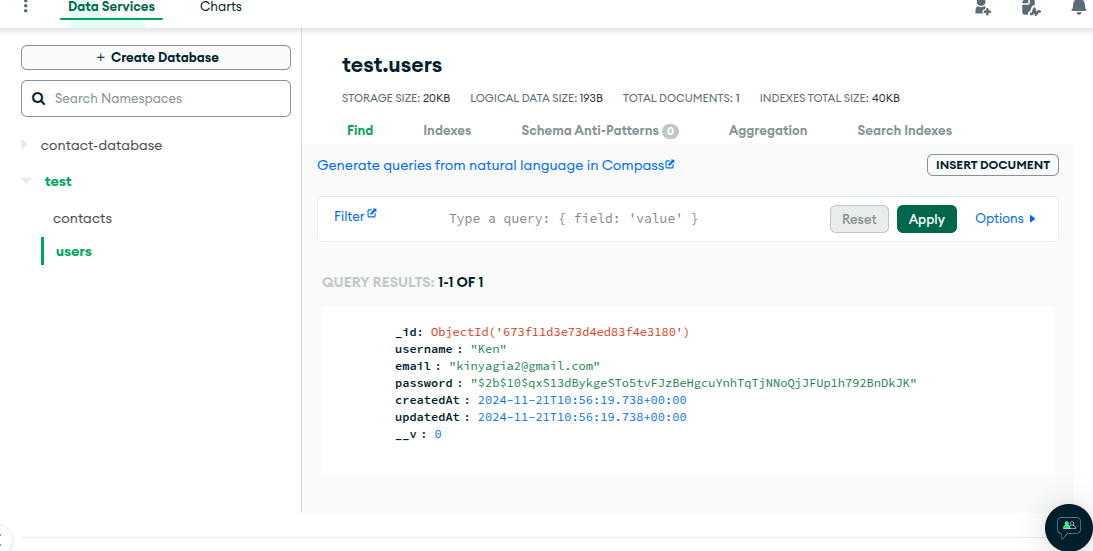 Data Services Charts
+ Create Database
Search Namespaces
contact-database
test
contacts
users
test.users
STORAGE SIZE: 20KB LOGICAL DATA SIZE: 193B TOTAL DOCUMENTS: 1 INDEXES TOTAL SIZE: 40KB
Find Indexes Schema Anti-Patterns 0 Aggregation Search Indexes
Generate queries from natural language in Compass
INSERT DOCUMENT
Filter Type a query: { field: 'value' } Reset Apply Options
QUERY RESULTS: 1-1 OF 1
_id: ObjectId('673f11d3e73d4ed83f4e3180')
username : "Ken"
email : "kinyagia2@gmail.com"
password : "$2b$10$qxS13dBykgeSTo5tvFJzBeHgcuYnhTqTjNNoQjJFUp1h792BnDkJK"
createdAt : 2024-11-21T10:56:19.738+00:00
updatedAt : 2024-11-21T10:56:19.738+00:00
__v : 0